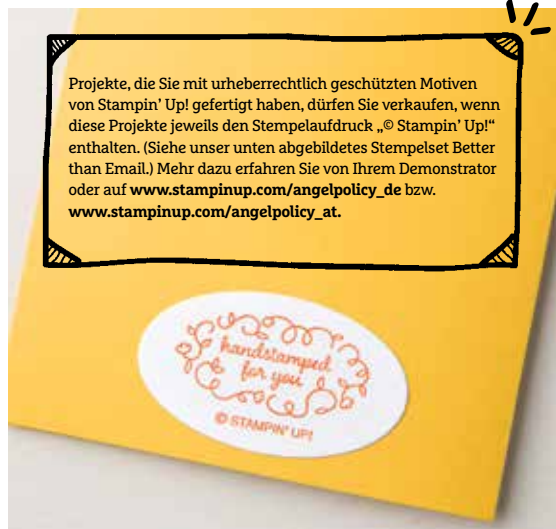 Projekte, die Sie mit urheberrechtlich geschützten Motiven
von Stampin’ Up! gefertigt haben, dürfen Sie verkaufen, wenn
diese Projekte jeweils den Stempelaufdruck „© Stampin’ Up!“
enthalten. (Siehe unser unten abgebildetes Stempelset Better
than Email.) Mehr dazu erfahren Sie von Ihrem Demonstrator
oder auf www.stampinup.com/angelpolicy_de bzw.
www.stampinup.com/angelpolicy_at.
handstamped
for you
© STAMPIN’ UP!